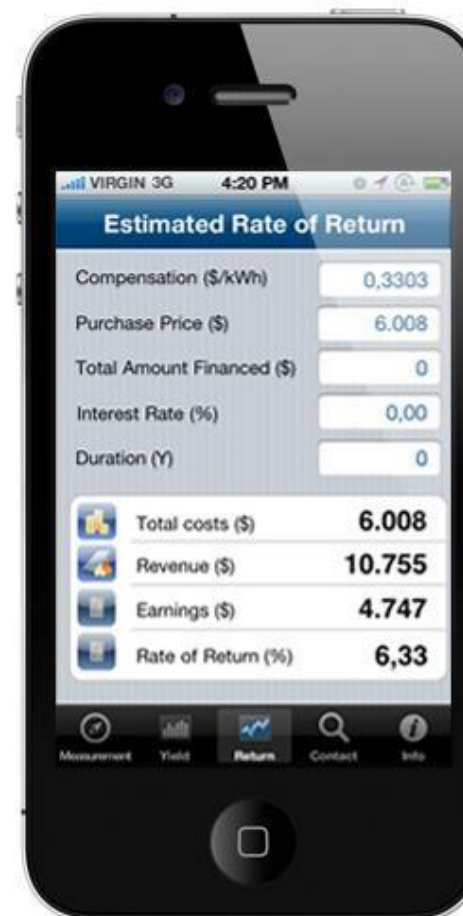 VIRGIN 3G 4:20 PM
Estimated Rate of Return
Compensation ($/kWh) 0,3303
Purchase Price ($) 6.008
Total Amount Financed ($) 0
Interest Rate (%) 0,00
Duration (Y) 0
Total costs ($) 6.008
Revenue ($) 10.755
Earnings ($) 4.747
Rate of Return (%) 6,33
Measurement Yield Return Contact Info